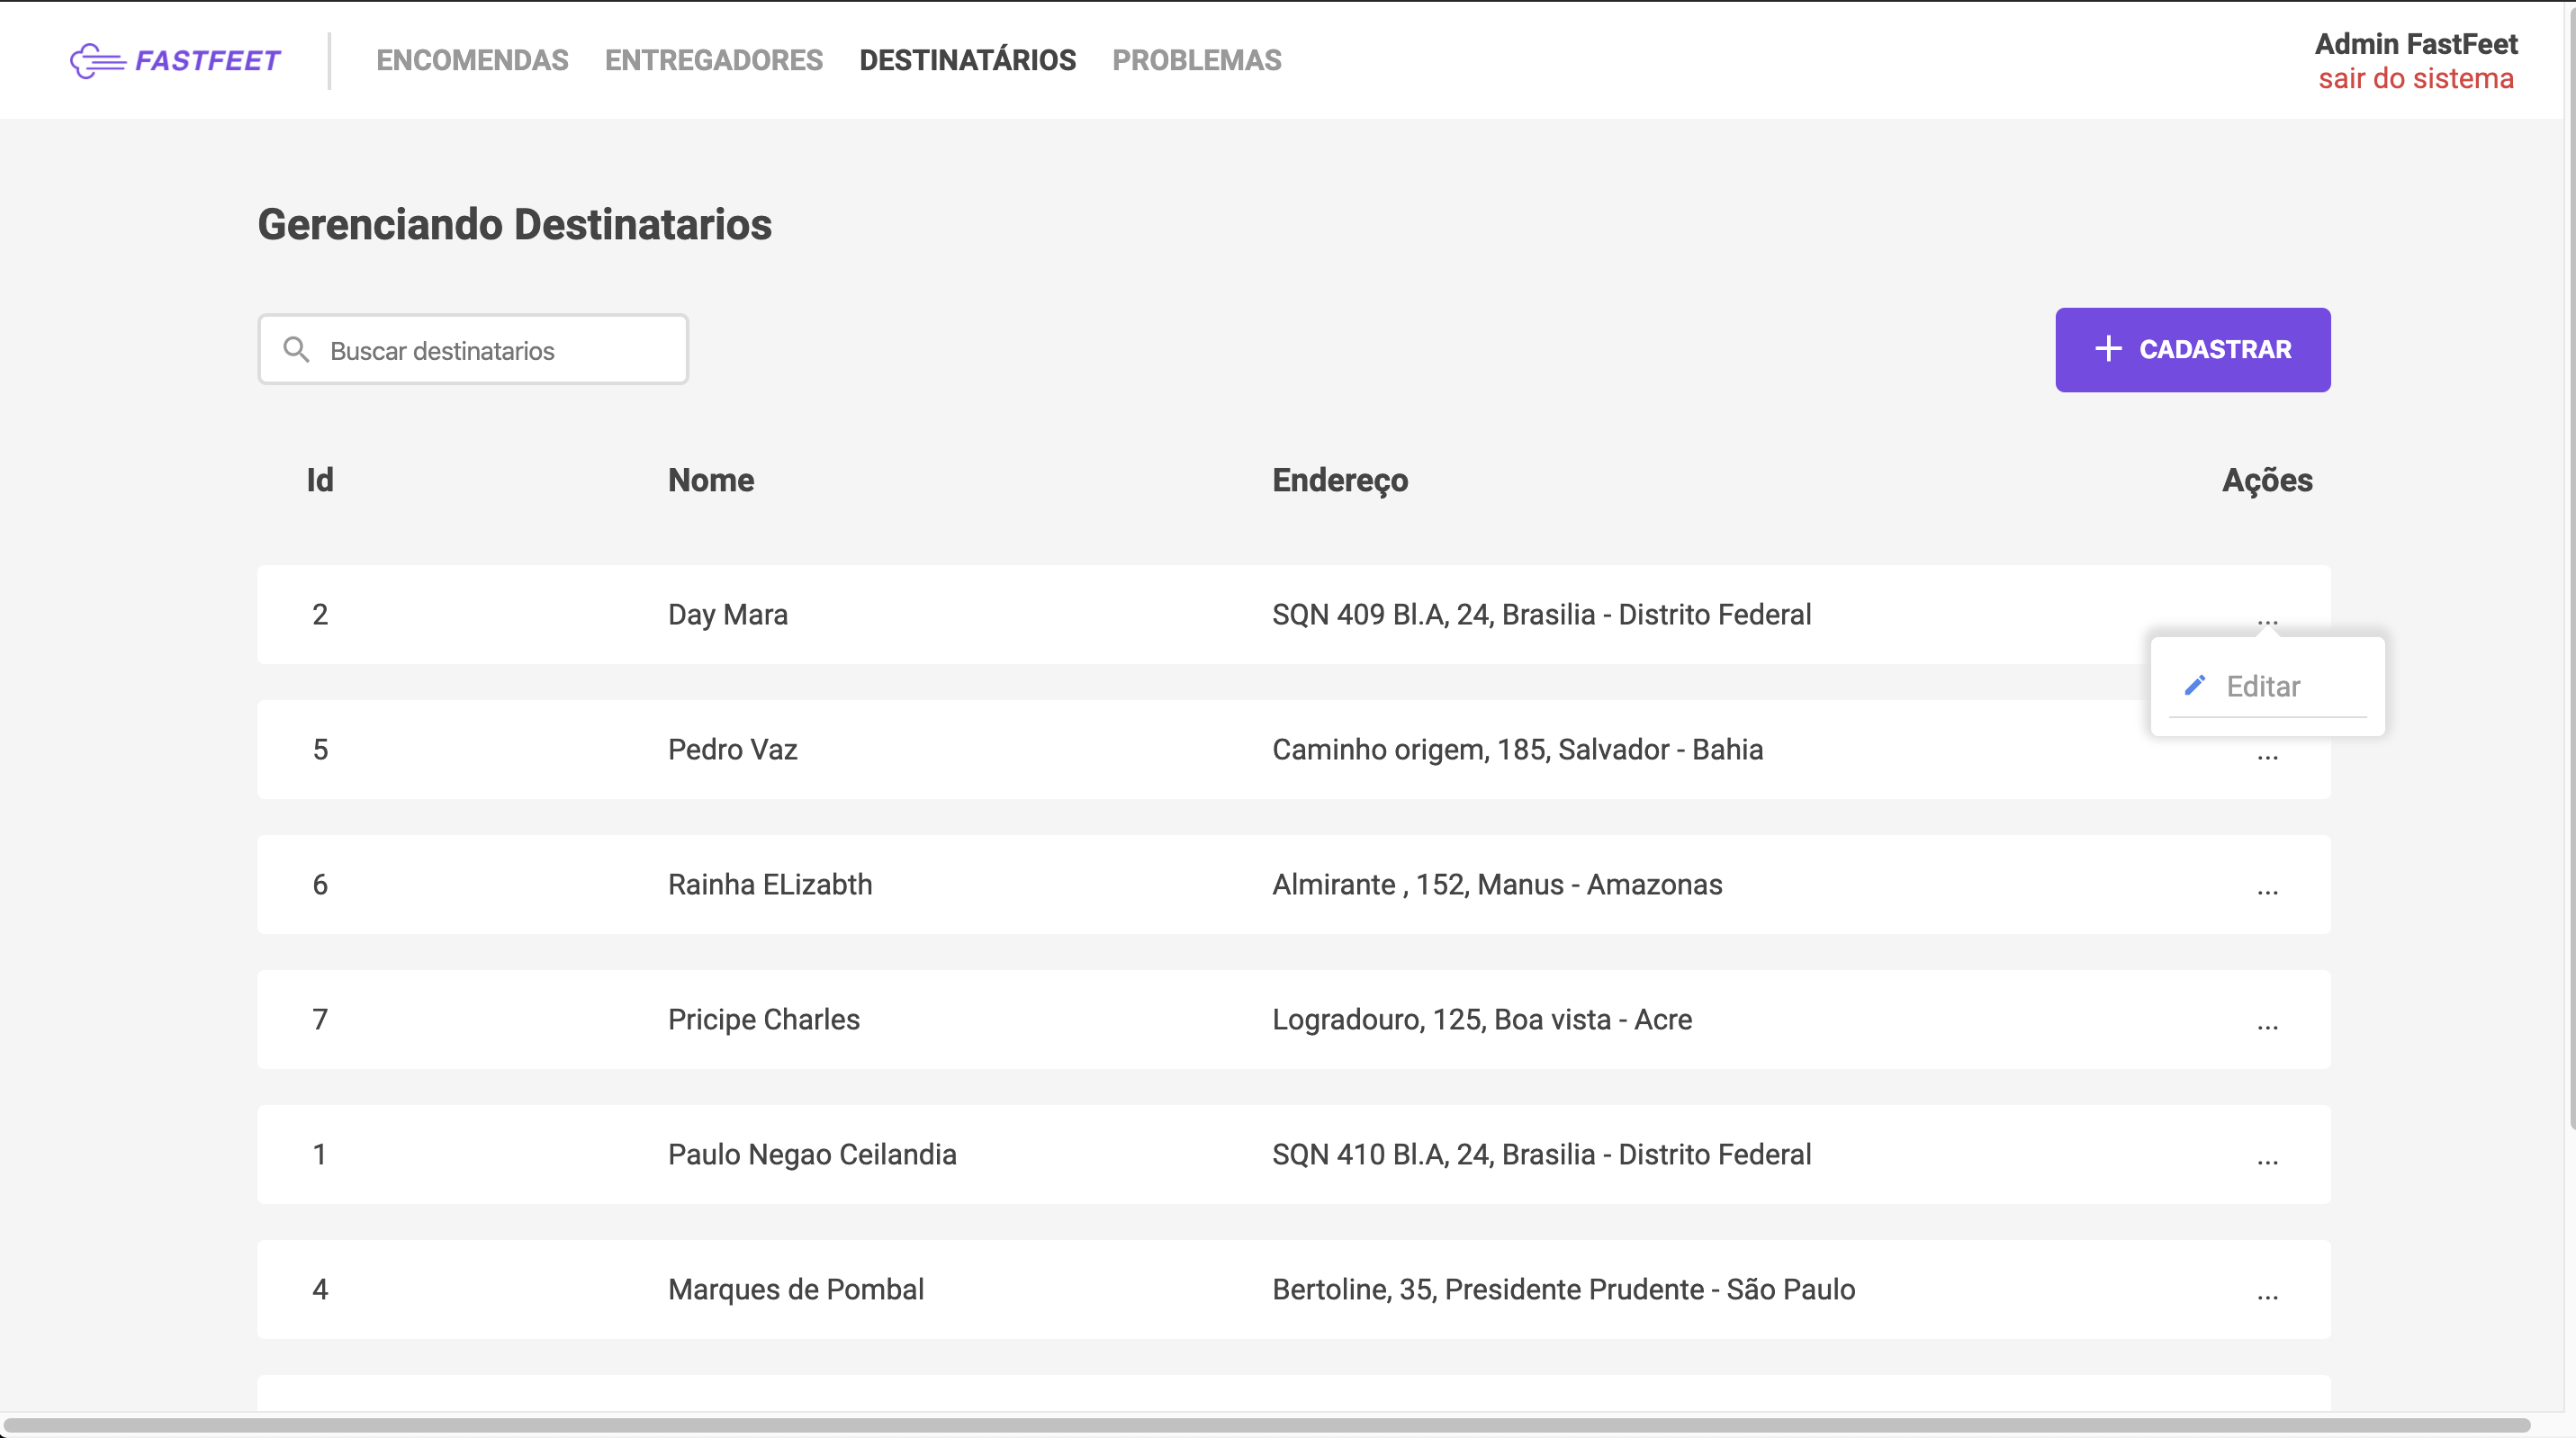 FASTFEET
ENCOMENDAS ENTREGADORES DESTINATÁRIOS PROBLEMAS
Admin FastFeet
sair do sistema
Gerenciando Destinatarios
Buscar destinatarios
+ CADASTRAR
Id Nome Endereço Ações
2 Day Mara SQN 409 Bl.A, 24, Brasilia - Distrito Federal ...
Editar
5 Pedro Vaz Caminho origem, 185, Salvador - Bahia ...
6 Rainha ELizabth Almirante , 152, Manus - Amazonas ...
7 Pricipe Charles Logradouro, 125, Boa vista - Acre ...
1 Paulo Negao Ceilandia SQN 410 Bl.A, 24, Brasilia - Distrito Federal ...
4 Marques de Pombal Bertoline, 35, Presidente Prudente - São Paulo ...